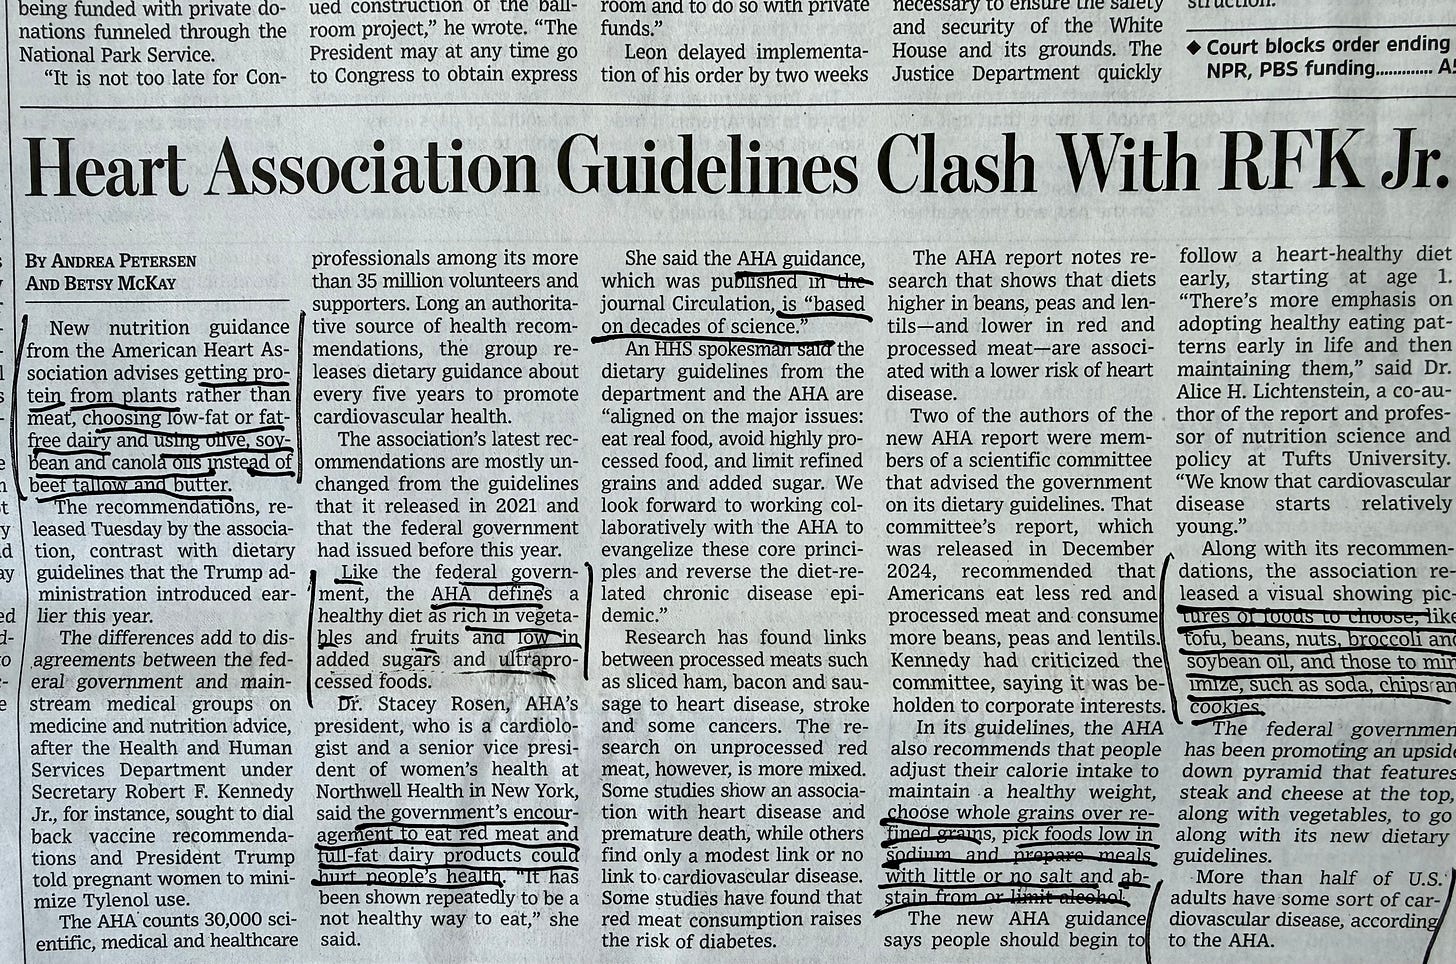 being funded with private do-
nations funneled through the
National Park Service.
"It is not too late for Con-
ued construction of the ball-
room project," he wrote. "The
President may at any time go
to Congress to obtain express
room and to do so with private
funds."
Leon delayed implementa-
tion of his order by two weeks
necessary to ensure the safety
and security of the White
House and its grounds. The
Justice Department quickly
struction.
◆ Court blocks order ending
NPR, PBS funding............. A5
Heart Association Guidelines Clash With RFK Jr.
BY ANDREA PETERSEN
AND BETSY MCKAY
New nutrition guidance
from the American Heart As-
sociation advises getting pro-
tein from plants rather than
meat, choosing low-fat or fat-
free dairy and using olive, soy-
bean and canola oils instead of
beef tallow and butter.
The recommendations, re-
leased Tuesday by the associa-
tion, contrast with dietary
guidelines that the Trump ad-
ministration introduced ear-
lier this year.
The differences add to dis-
agreements between the fed-
eral government and main-
stream medical groups on
medicine and nutrition advice,
after the Health and Human
Services Department under
Secretary Robert F. Kennedy
Jr., for instance, sought to dial
back vaccine recommenda-
tions and President Trump
told pregnant women to mini-
mize Tylenol use.
The AHA counts 30,000 sci-
entific, medical and healthcare
professionals among its more
than 35 million volunteers and
supporters. Long an authorita-
tive source of health recom-
mendations, the group re-
leases dietary guidance about
every five years to promote
cardiovascular health.
The association's latest rec-
ommendations are mostly un-
changed from the guidelines
that it released in 2021 and
that the federal government
had issued before this year.
Like the federal govern-
ment, the AHA defines a
healthy diet as rich in vegeta-
bles and fruits and low in
added sugars and ultrapro-
cessed foods.
Dr. Stacey Rosen, AHA's
president, who is a cardiolo-
gist and a senior vice presi-
dent of women's health at
Northwell Health in New York,
said the government's encour-
agement to eat red meat and
full-fat dairy products could
hurt people's health. "It has
been shown repeatedly to be a
not healthy way to eat," she
said.
She said the AHA guidance,
which was published in the
journal Circulation, is "based
on decades of science."
An HHS spokesman said the
dietary guidelines from the
department and the AHA are
"aligned on the major issues:
eat real food, avoid highly pro-
cessed food, and limit refined
grains and added sugar. We
look forward to working col-
laboratively with the AHA to
evangelize these core princi-
ples and reverse the diet-re-
lated chronic disease epi-
demic."
Research has found links
between processed meats such
as sliced ham, bacon and sau-
sage to heart disease, stroke
and some cancers. The re-
search on unprocessed red
meat, however, is more mixed.
Some studies show an associa-
tion with heart disease and
premature death, while others
find only a modest link or no
link to cardiovascular disease.
Some studies have found that
red meat consumption raises
the risk of diabetes.
The AHA report notes re-
search that shows that diets
higher in beans, peas and len-
tils—and lower in red and
processed meat—are associ-
ated with a lower risk of heart
disease.
Two of the authors of the
new AHA report were mem-
bers of a scientific committee
that advised the government
on its dietary guidelines. That
committee's report, which
was released in December
2024, recommended that
Americans eat less red and
processed meat and consume
more beans, peas and lentils.
Kennedy had criticized the
committee, saying it was be-
holden to corporate interests.
In its guidelines, the AHA
also recommends that people
adjust their calorie intake to
maintain a healthy weight,
choose whole grains over re-
fined grains, pick foods low in
sodium and prepare meals
with little or no salt and ab-
stain from or limit alcohol.
The new AHA guidance
says people should begin to
follow a heart-healthy diet
early, starting at age 1.
"There's more emphasis on
adopting healthy eating pat-
terns early in life and then
maintaining them," said Dr.
Alice H. Lichtenstein, a co-au-
thor of the report and profes-
sor of nutrition science and
policy at Tufts University.
"We know that cardiovascular
disease starts relatively
young."
Along with its recommen-
dations, the association re-
leased a visual showing pic-
tures of foods to choose, like
tofu, beans, nuts, broccoli and
soybean oil, and those to min-
imize, such as soda, chips an
cookies.
The federal governmen
has been promoting an upside
down pyramid that features
steak and cheese at the top,
along with vegetables, to go
along with its new dietary
guidelines.
More than half of U.S.
adults have some sort of car-
diovascular disease, according
to the AHA.